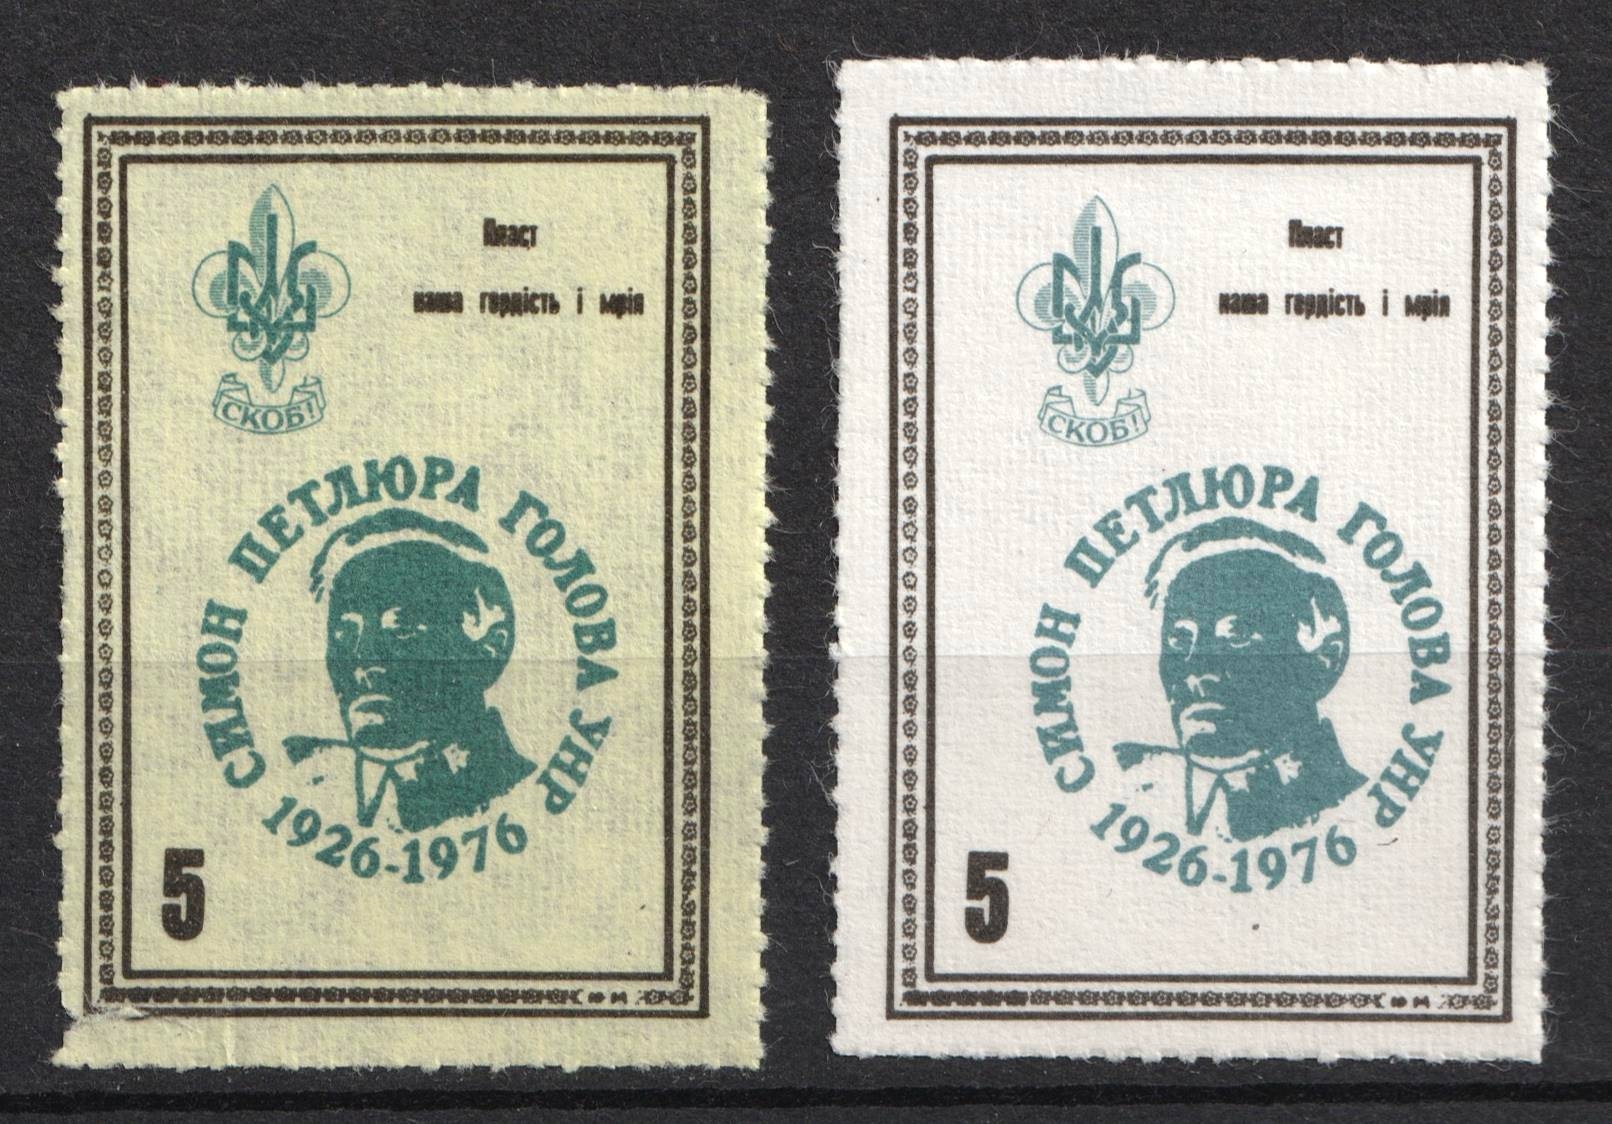 Пласт
наша гордість і мрія
СКОБ!
СИМОН ПЕТЛЮРА ГОЛОВА УНР
1926-1976
5
Ю М
Пласт
наша гордість і мрія
СКОБ!
СИМОН ПЕТЛЮРА ГОЛОВА УНР
1926-1976
5
Ю М